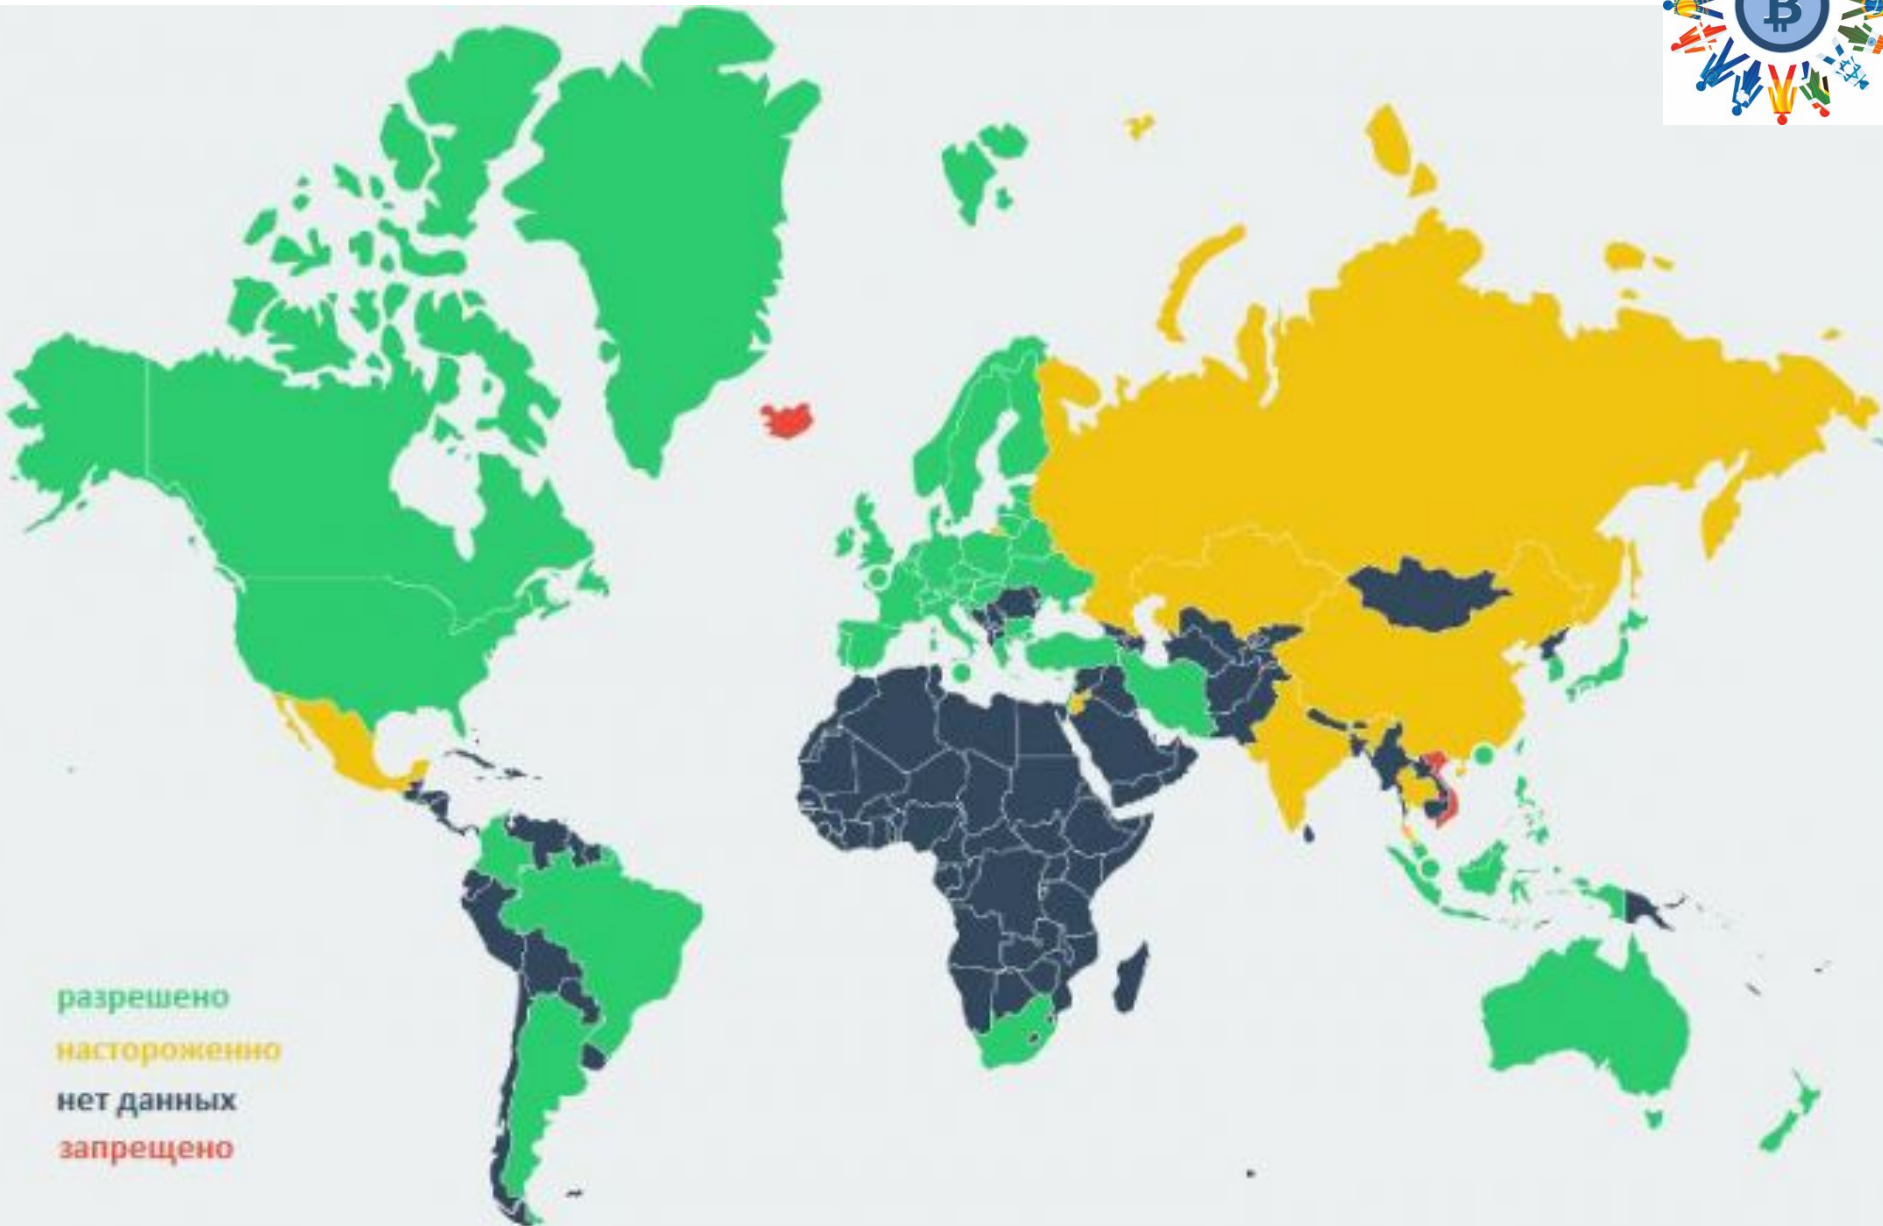 разрешено
настороженно
нет данных
запрещено